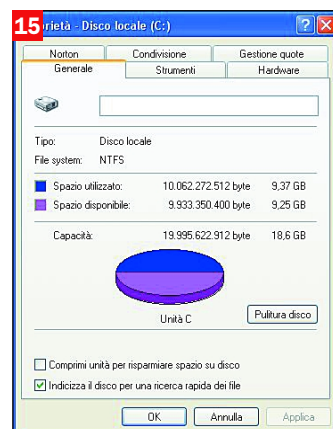 15 rietà - Disco locale (C:)
Norton Condivisione Gestione quote
Generale Strumenti Hardware
Tipo: Disco locale
File system: NTFS
Spazio utilizzato: 10.062.272.512 byte 9,37 GB
Spazio disponibile: 9.933.350.400 byte 9,25 GB
Capacità: 19.995.622.912 byte 18,6 GB
Unità C Pulitura disco
Comprimi unità per risparmiare spazio su disco
Indicizza il disco per una ricerca rapida dei file
OK Annulla Applica